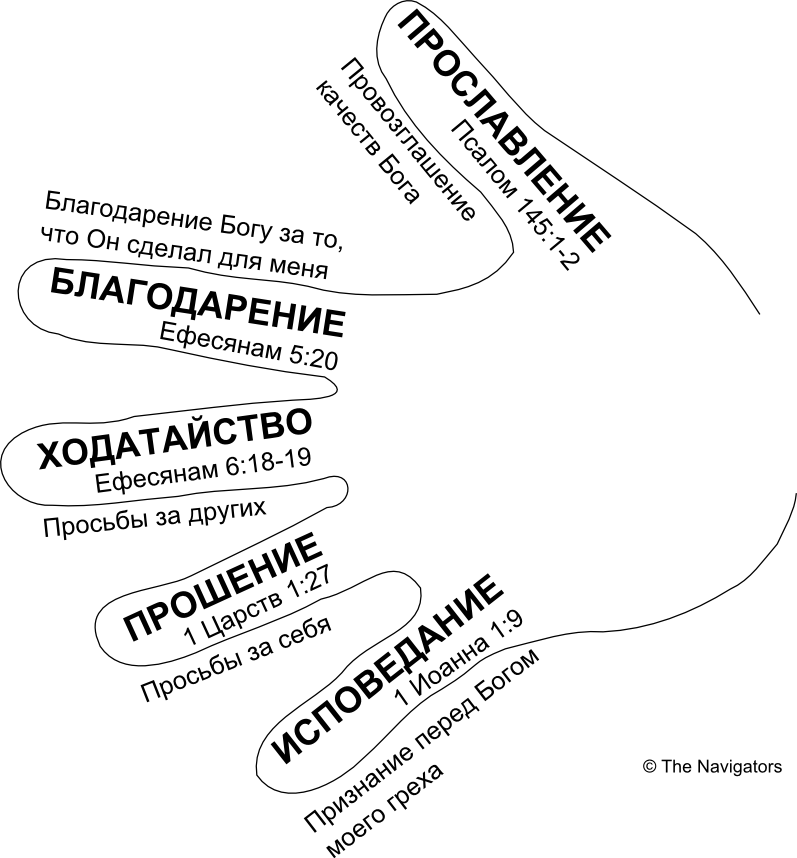 ПРОСЛАВЛЕНИЕ
Псалом 145:1-2
Провозглашение
качеств Бога
Благодарение Богу за то,
что Он сделал для меня
БЛАГОДАРЕНИЕ
Ефесянам 5:20
ХОДАТАЙСТВО
Ефесянам 6:18-19
Просьбы за других
ПРОШЕНИЕ
1 Царств 1:27
Просьбы за себя
ИСПОВЕДАНИЕ
1 Иоанна 1:9
Признание перед Богом
моего греха
© The Navigators